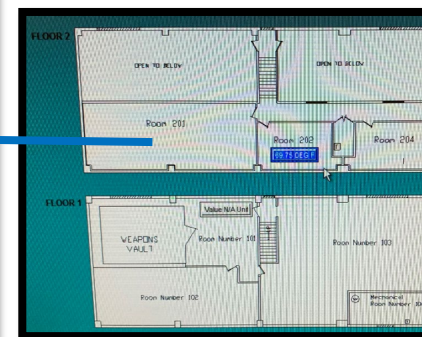 FLOOR 2
OPEN TO BELOW
OPEN TO BELOW
Room 201
Room 202
Room 204
69.75 DEG F
FLOOR 1
Value N/A Unit
WEAPONS
VAULT
Room Number 101
Room Number 103
Room Number 102
Mechanical
Room Number